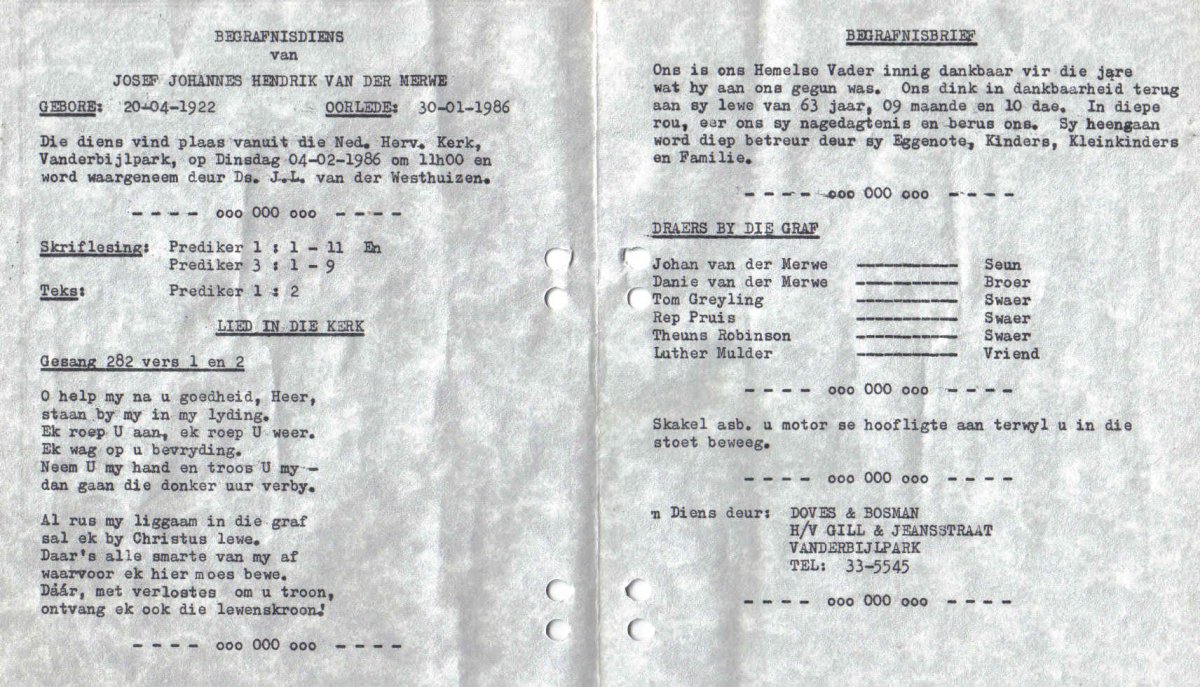 BEGRAFNISDIENS
van
JOSEF JOHANNES HENDRIK VAN DER MERWE
GEBORE: 20-04-1922 OORLEDE: 30-01-1986
Die diens vind plaas vanuit die Ned. Herv. Kerk,
Vanderbijlpark, op Dinsdag 04-02-1986 om 11h00 en
word waargeneem deur Ds. J.L. van der Westhuizen.
- - - - ooo OOO ooo - - - -
Skriflesing: Prediker 1 : 1 - 11 En
Prediker 3 : 1 - 9
Teks: Prediker 1 : 2
LIED IN DIE KERK
Gesang 282 vers 1 en 2
O help my na u goedheid, Heer,
staan by my in my lyding.
Ek roep U aan, ek roep U weer.
Ek wag op u bevryding.
Neem U my hand en troos U my -
dan gaan die donker uur verby.
Al rus my liggaam in die graf
sal ek by Christus lewe.
Daar's alle smarte van my af
waarvoor ek hier moes bewe.
Dáár, met verlostes om u troon,
ontvang ek ook die lewenskroon!
- - - - ooo OOO ooo - - - -
BEGRAFNISBRIEF
Ons is ons Hemelse Vader innig dankbaar vir die jare
wat hy aan ons gegun was. Ons dink in dankbaarheid terug
aan sy lewe van 63 jaar, 09 maande en 10 dae. In diepe
rou, eer ons sy nagedagtenis en berus ons. Sy heengaan
word diep betreur deur sy Eggenote, Kinders, Kleinkinders
en Familie.
- - - - ooo OOO ooo - - - -
DRAERS BY DIE GRAF
Johan van der Merwe ------------ Seun
Danie van der Merwe ------------ Broer
Tom Greyling ------------ Swaer
Rep Pruis ------------ Swaer
Theuns Robinson ------------ Swaer
Luther Mulder ------------ Vriend
- - - - ooo OOO ooo - - - -
Skakel asb. u motor se hoofligte aan terwyl u in die
stoet beweeg.
- - - - ooo OOO ooo - - - -
'n Diens deur: DOVES & BOSMAN
H/V GILL & JEANSSTRAAT
VANDERBIJLPARK
TEL: 33-5545
- - - - ooo OOO ooo - - - -